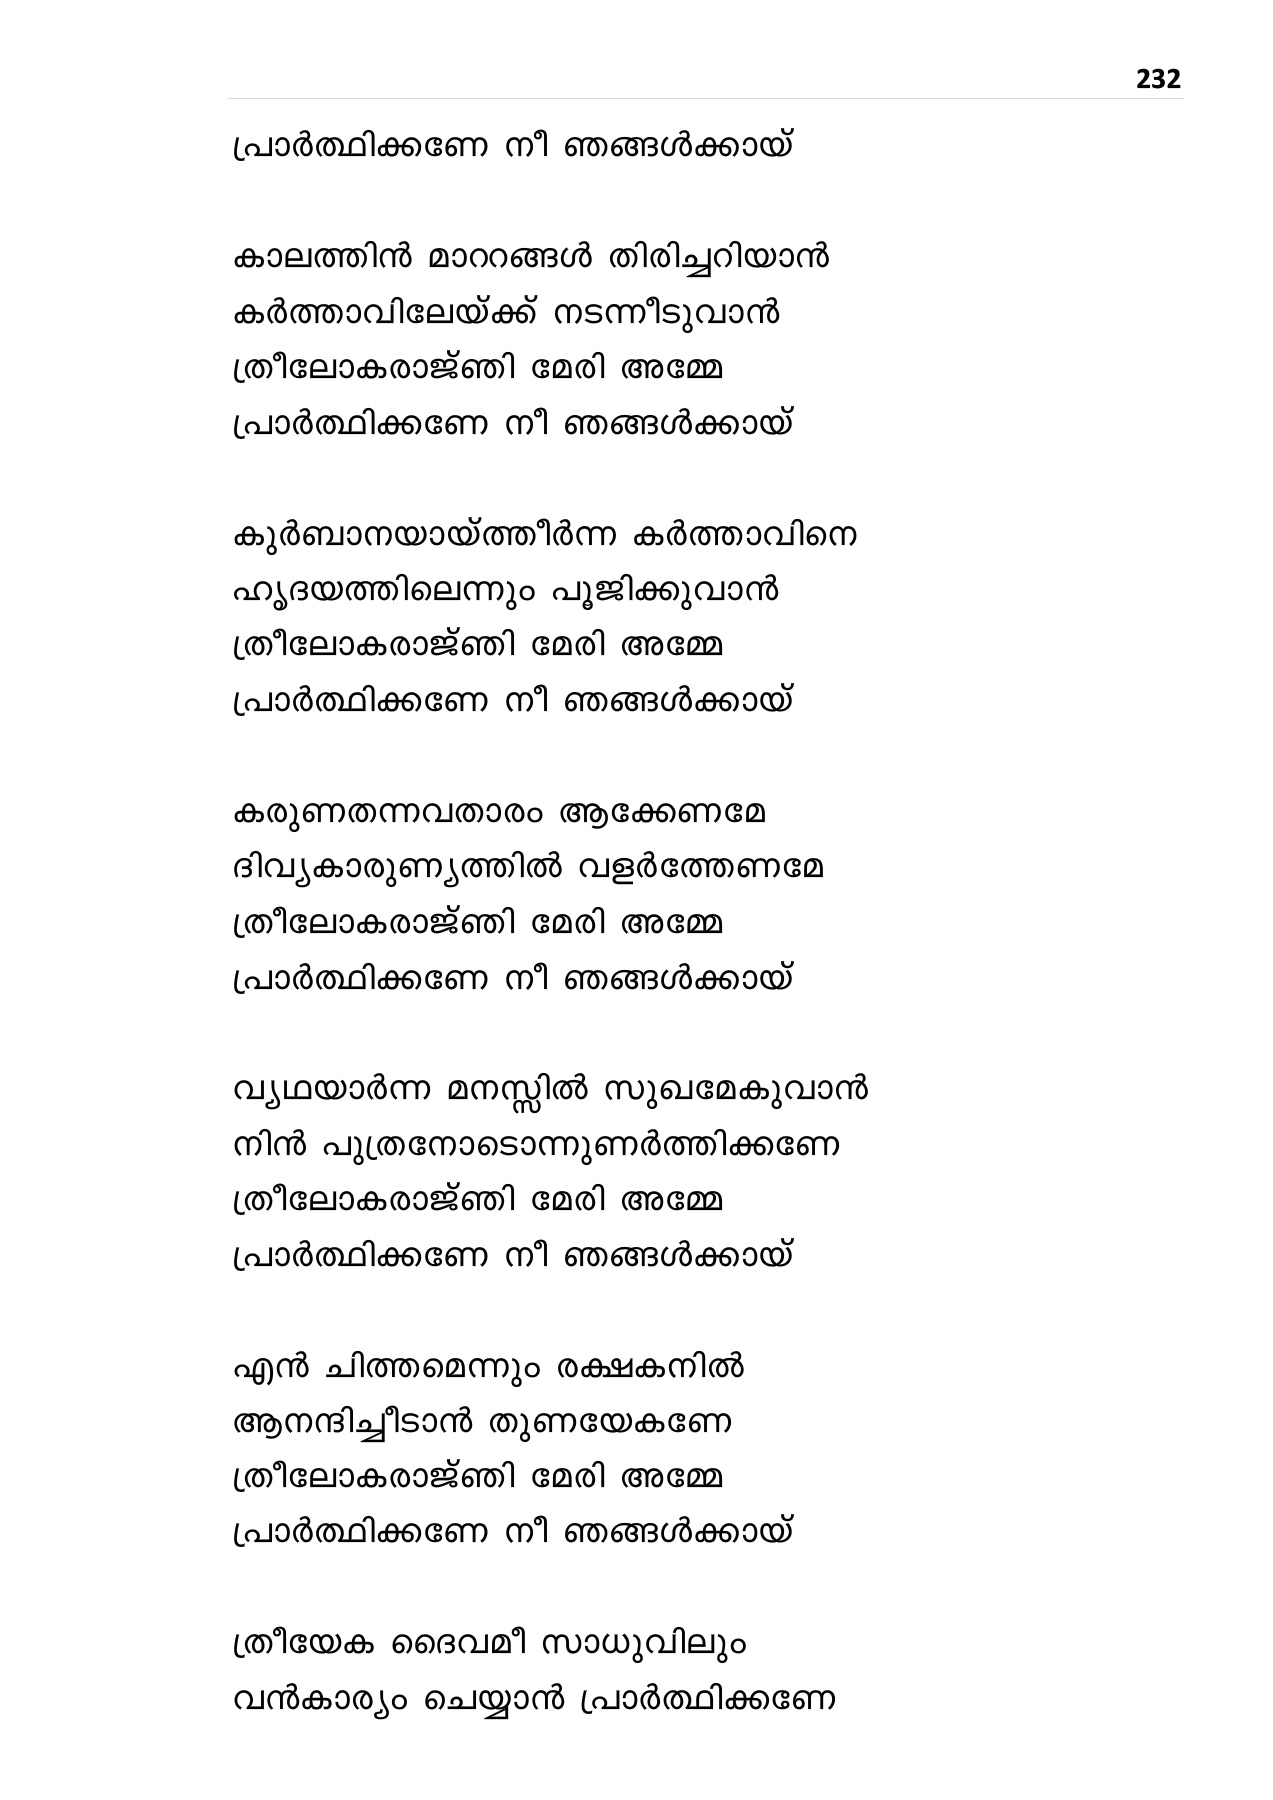 232
പ്രാർത്ഥിക്കണേ നീ ഞങ്ങൾക്കായ്
കാലത്തിൻ മാററങ്ങൾ തിരിച്ചറിയാൻ
കർത്താവിലേയ്ക്ക് നടന്നീടുവാൻ
ത്രീലോകരാജ്ഞി മേരി അമ്മേ
പ്രാർത്ഥിക്കണേ നീ ഞങ്ങൾക്കായ്
കുർബാനയായ്ത്തീർന്ന കർത്താവിനെ
ഹൃദയത്തിലെന്നും പൂജിക്കുവാൻ
ത്രീലോകരാജ്ഞി മേരി അമ്മേ
പ്രാർത്ഥിക്കണേ നീ ഞങ്ങൾക്കായ്
കരുണതന്നവതാരം ആക്കേണമേ
ദിവ്യകാരുണ്യത്തിൽ വളർത്തേണമേ
ത്രീലോകരാജ്ഞി മേരി അമ്മേ
പ്രാർത്ഥിക്കണേ നീ ഞങ്ങൾക്കായ്
വ്യഥയാർന്ന മനസ്സിൽ സുഖമേകുവാൻ
നിൻ പുത്രനോടൊന്നുണർത്തിക്കണേ
ത്രീലോകരാജ്ഞി മേരി അമ്മേ
പ്രാർത്ഥിക്കണേ നീ ഞങ്ങൾക്കായ്
എൻ ചിത്തമെന്നും രക്ഷകനിൽ
ആനന്ദിച്ചീടാൻ തുണയേകണേ
ത്രീലോകരാജ്ഞി മേരി അമ്മേ
പ്രാർത്ഥിക്കണേ നീ ഞങ്ങൾക്കായ്
ത്രീയേക ദൈവമീ സാധുവിലും
വൻകാര്യം ചെയ്യാൻ പ്രാർത്ഥിക്കണേ